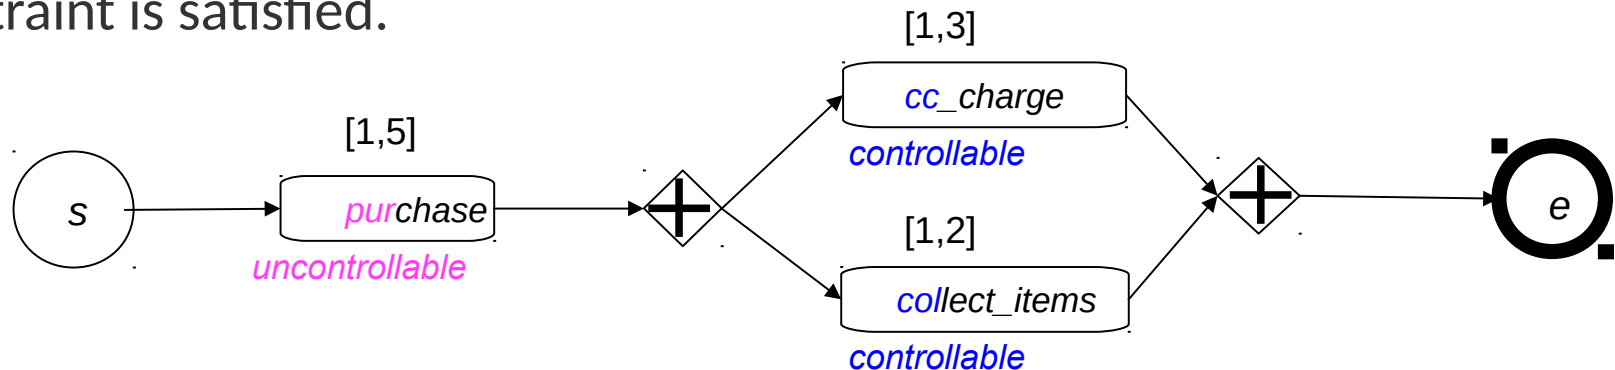 traint is satisfied.
[1,3]
cc_charge
controllable
[1,5]
s
purchase
uncontrollable
[1,2]
collect_items
controllable
e